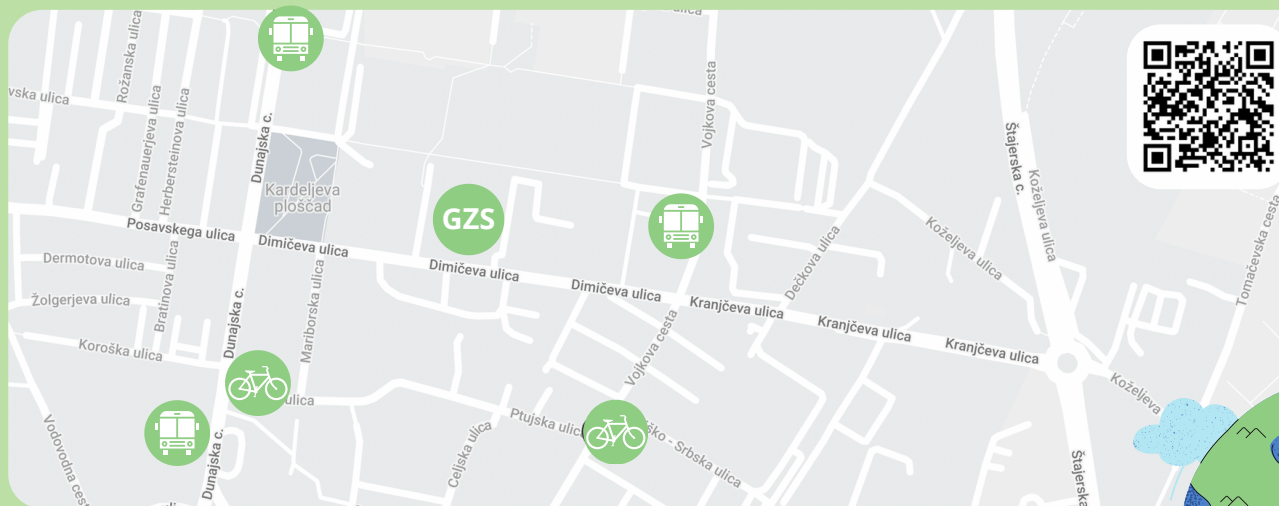 Rožanska ulica
vska ulica
Grafenauerjeva ulica
Herbersteinova ulica
Dunajska c.
Vojkova cesta
Štajerska c.
Koželjeva ulica
Kardeljeva
ploščad
GZS
Posavskega ulica
Dimičeva ulica
Dimičeva ulica
Dimičeva ulica
Kranjčeva ulica
Kranjčeva ulica
Kranjčeva ulica
Dečkova ulica
Koželjeva ulica
Tomačevska cesta
Dermotova ulica
Žolgerjeva ulica
Bratinova ulica
Koroška ulica
Dunajska c.
Mariborska ulica
Vojkova cesta
ulica
Ptujska ulica
ško - Srbska ulica
Koželjeva
Celjska ulica
Vodovodna cest
Dunajska c.
Štajerska